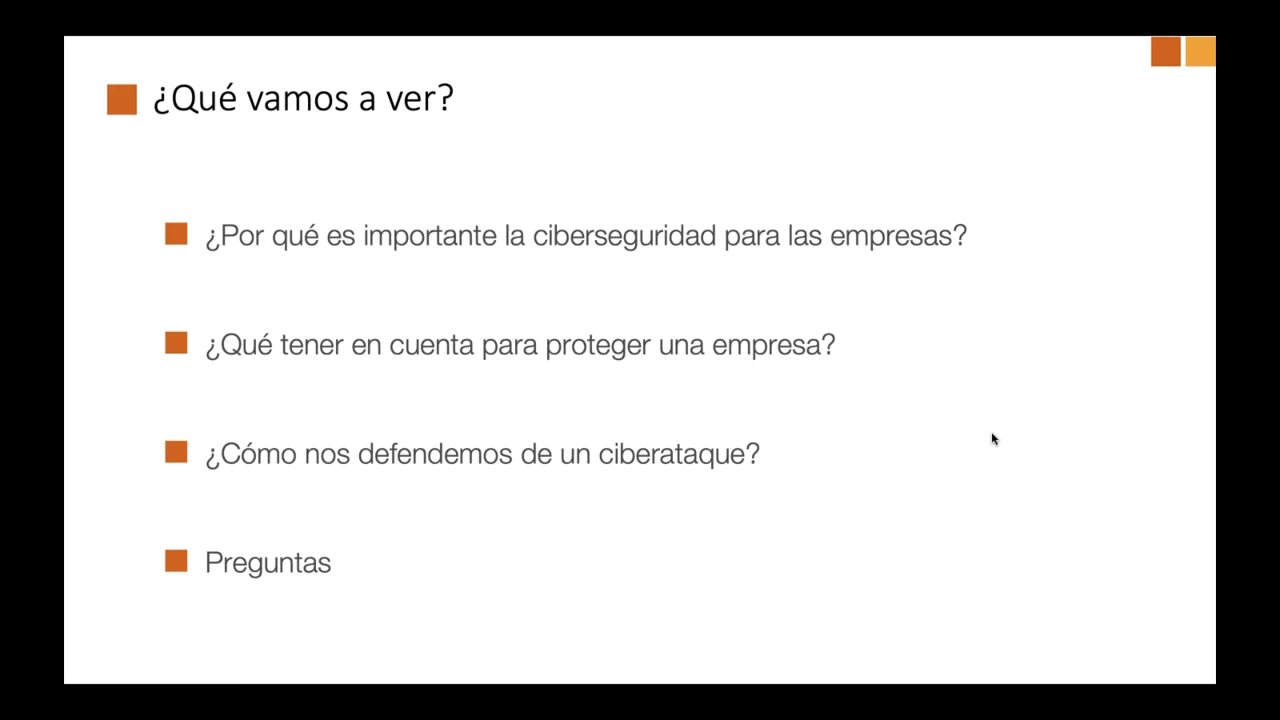 ¿Qué vamos a ver?
¿Por qué es importante la ciberseguridad para las empresas?
¿Qué tener en cuenta para proteger una empresa?
¿Cómo nos defendemos de un ciberataque?
Preguntas